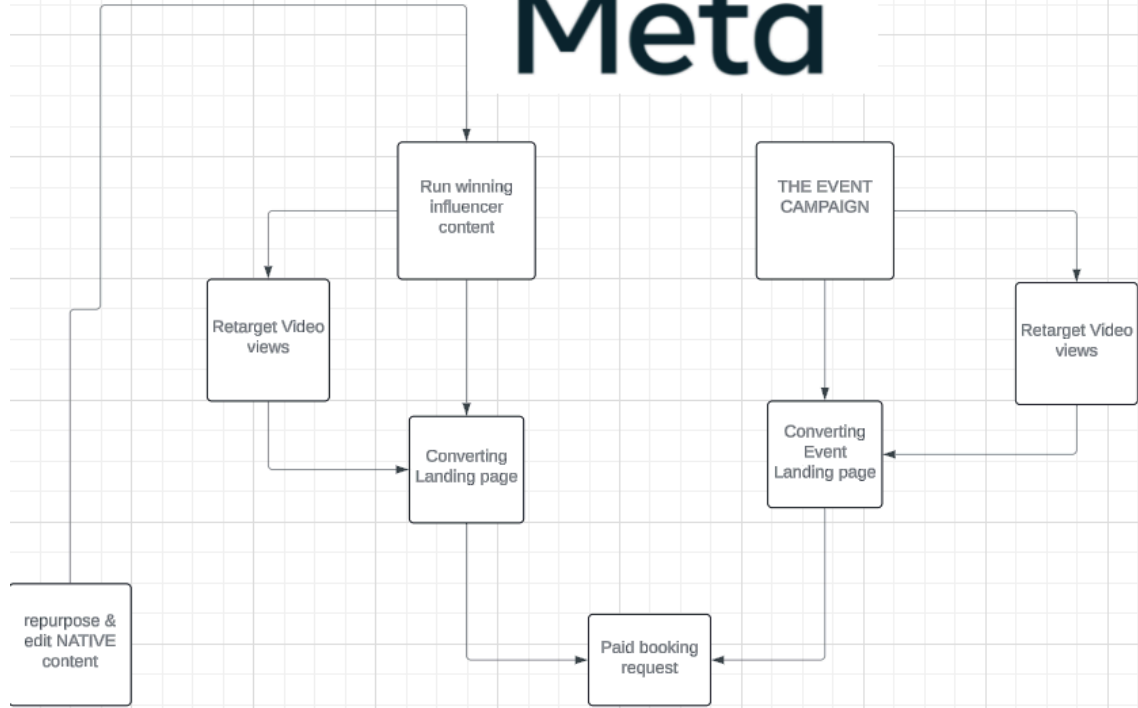 Meta
Run winning
influencer
content
THE EVENT
CAMPAIGN
Retarget Video
views
Retarget Video
views
Converting
Landing page
Converting
Event
Landing page
repurpose &
edit NATIVE
content
Paid booking
request